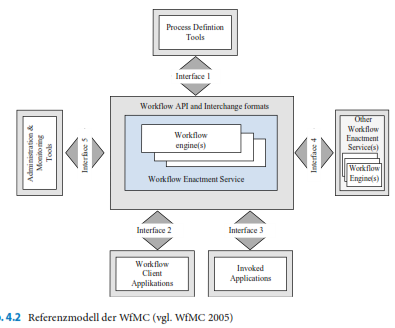 Process Defintion
Tools
Interface 1
Workflow API and Interchange formats
Workflow
engine(s)
Workflow Enactment Service
Administration &
Monitoring
Tools
Interface 5
Interface 4
Other
Workflow
Enactment
Service(s)
Workflow
Engine(s)
Interface 2
Interface 3
Workflow
Client
Applikations
Invoked
Applications
. 4.2 Referenzmodell der WfMC (vgl. WfMC 2005)